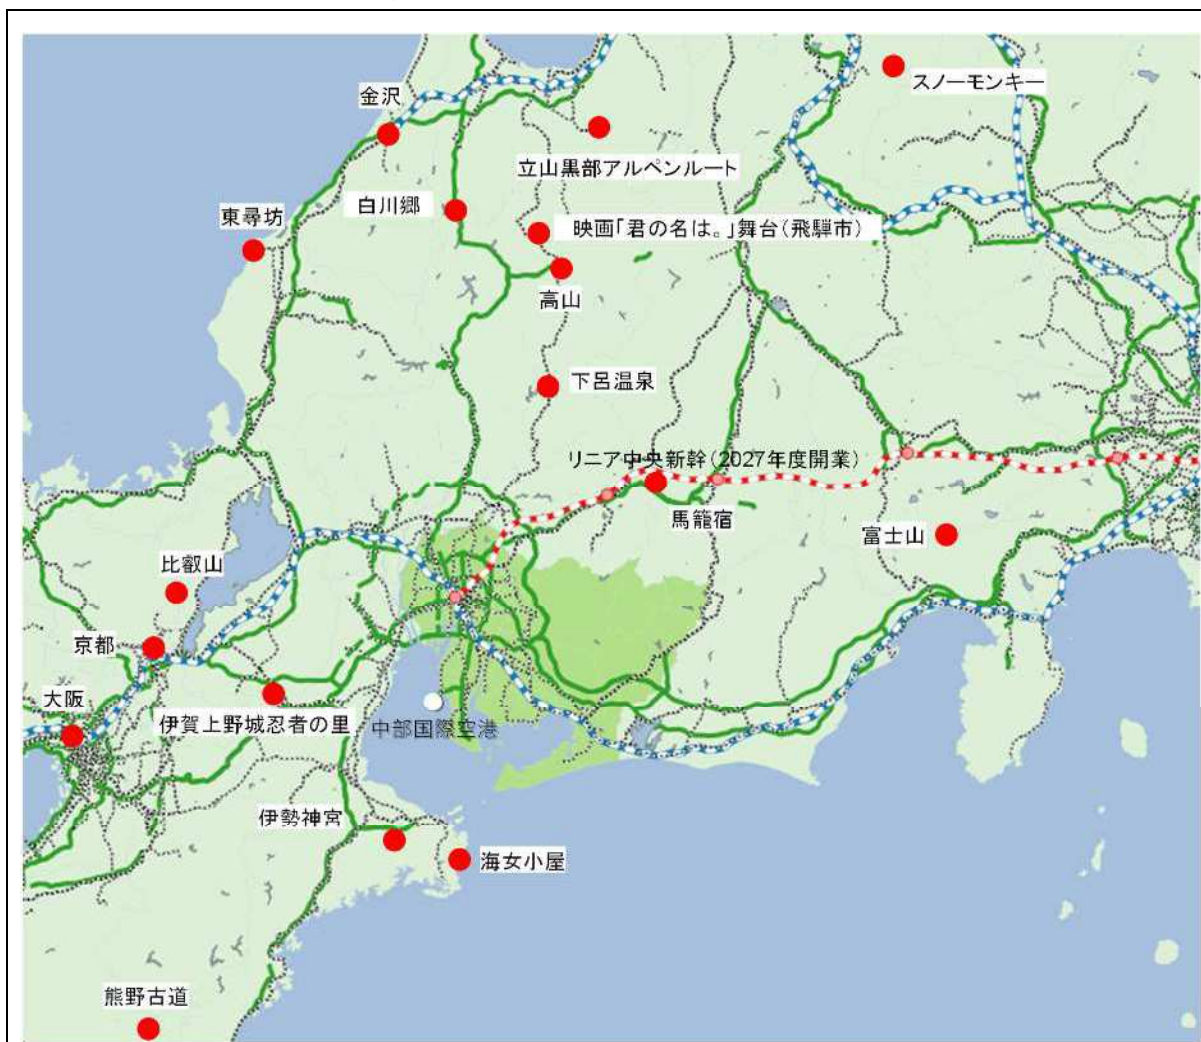 スノーモンキー
金沢
立山黒部アルペンルート
白川郷
東尋坊
映画「君の名は。」舞台（飛騨市）
高山
下呂温泉
リニア中央新幹（2027年度開業）
馬籠宿
富士山
比叡山
京都
大阪
伊賀上野城忍者の里
中部国際空港
伊勢神宮
海女小屋
熊野古道